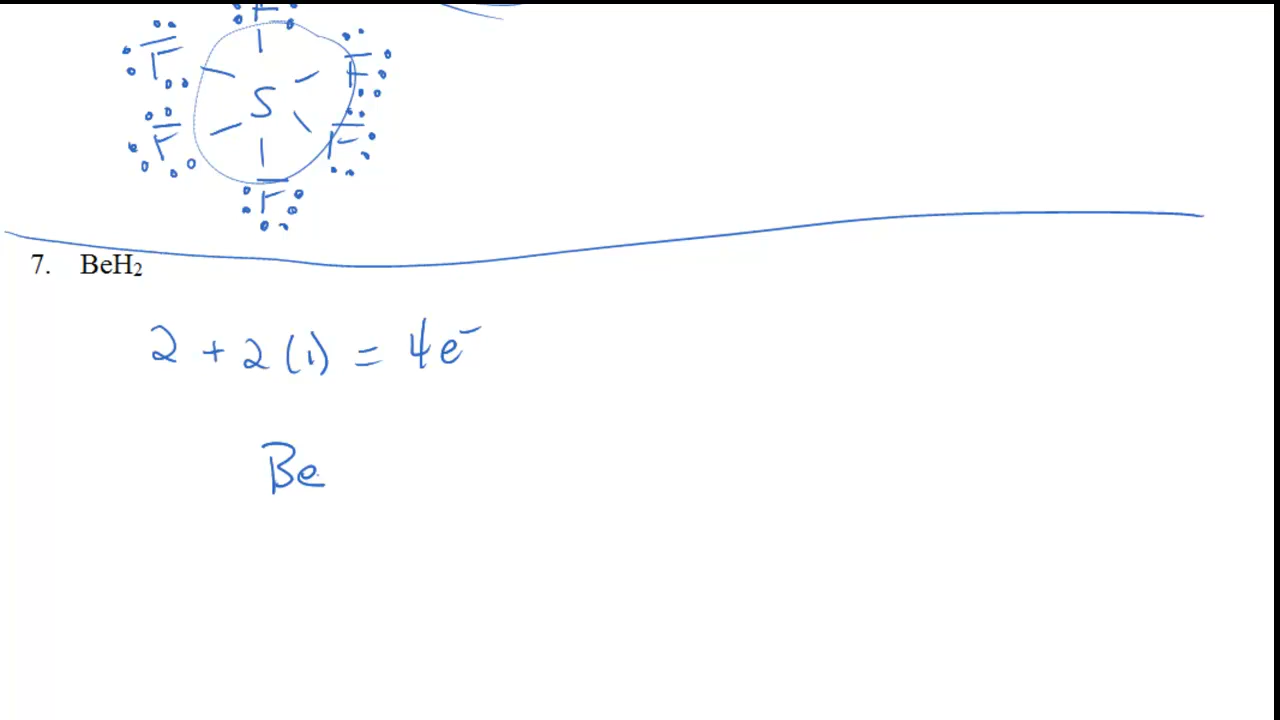 F
F F
S
F F
F
7. BeH₂
2 + 2 (1) = 4e⁻
Be